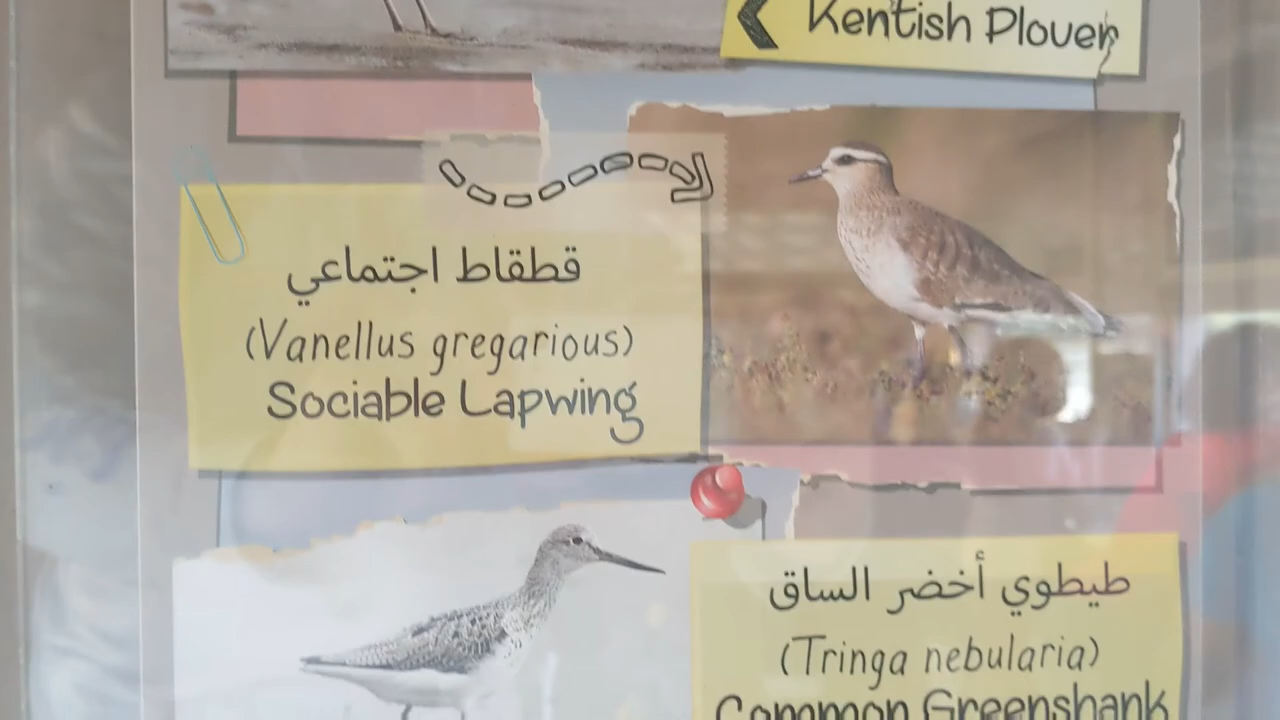 Kentish Plover
قطقاط اجتماعي
(Vanellus gregarious)
Sociable Lapwing
طيطوي أخضر الساق
(Tringa nebularia)
Common Greenshank